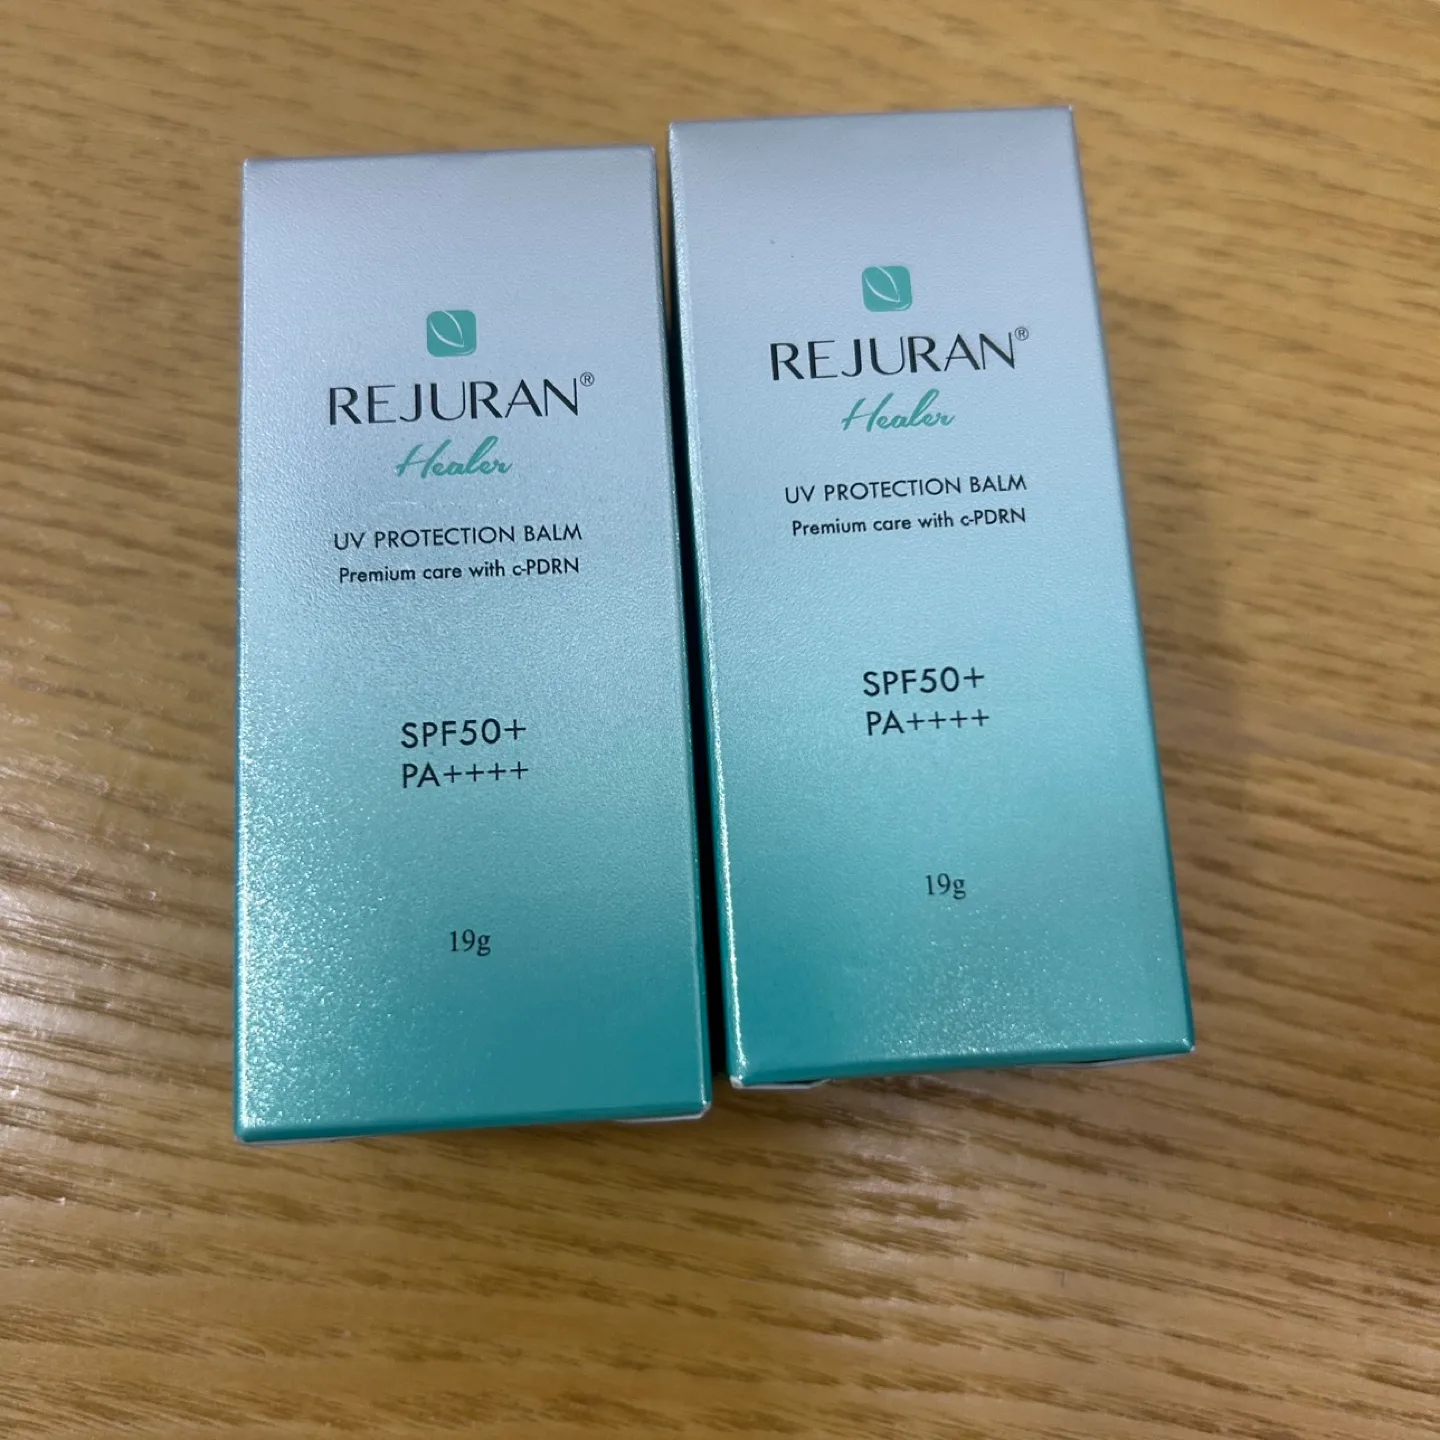 REJURAN®
Healer
UV PROTECTION BALM
Premium care with c-PDRN
SPF50+
PA++++
19g
REJURAN®
Healer
UV PROTECTION BALM
Premium care with c-PDRN
SPF50+
PA++++
19g